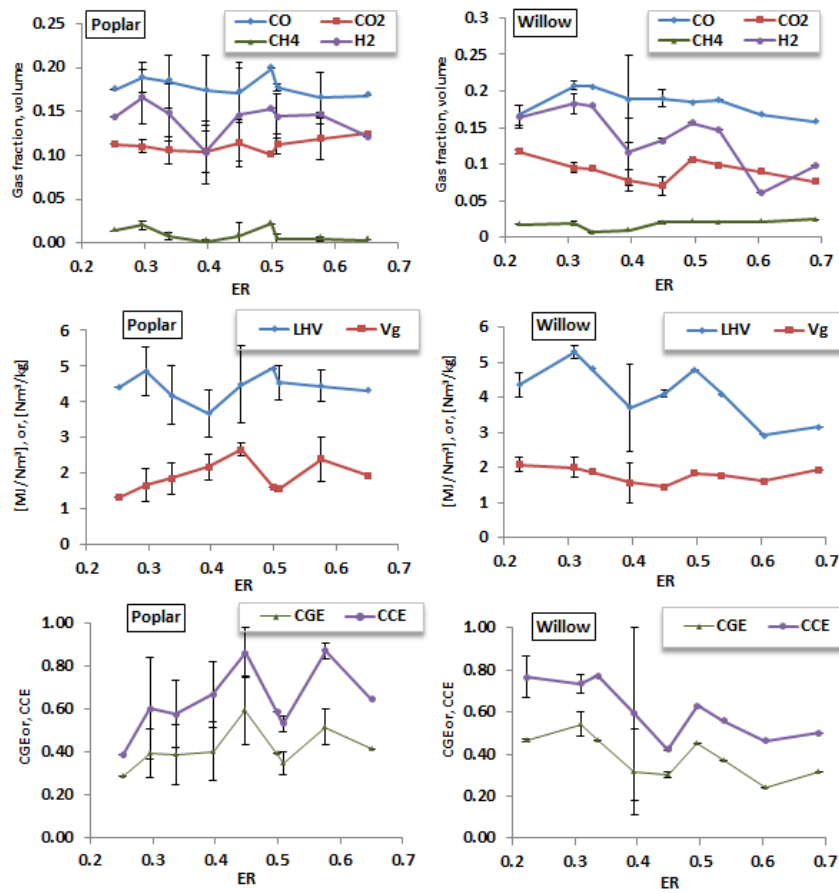 Poplar
CO CO2
CH4 H2
Gas fraction, volume
0.25
0.20
0.15
0.10
0.05
0.00
0.2 0.3 0.4 0.5 0.6 0.7
ER
Willow
CO CO2
CH4 H2
Gas fraction, volume
0.3
0.25
0.2
0.15
0.1
0.05
0
0.2 0.3 0.4 0.5 0.6 0.7
ER
Poplar
LHV Vg
[MJ/Nm³], or, [Nm³/kg]
6
5
4
3
2
1
0
0.2 0.3 0.4 0.5 0.6 0.7
ER
Willow
LHV Vg
[MJ/Nm³], or, [Nm³/kg]
6
5
4
3
2
1
0
0.2 0.3 0.4 0.5 0.6 0.7
ER
Poplar
CGE CCE
CGE or, CCE
1.00
0.80
0.60
0.40
0.20
0.00
0.2 0.3 0.4 0.5 0.6 0.7
ER
Willow
CGE CCE
CGE or, CCE
1.00
0.80
0.60
0.40
0.20
0.00
0.2 0.3 0.4 0.5 0.6 0.7
ER